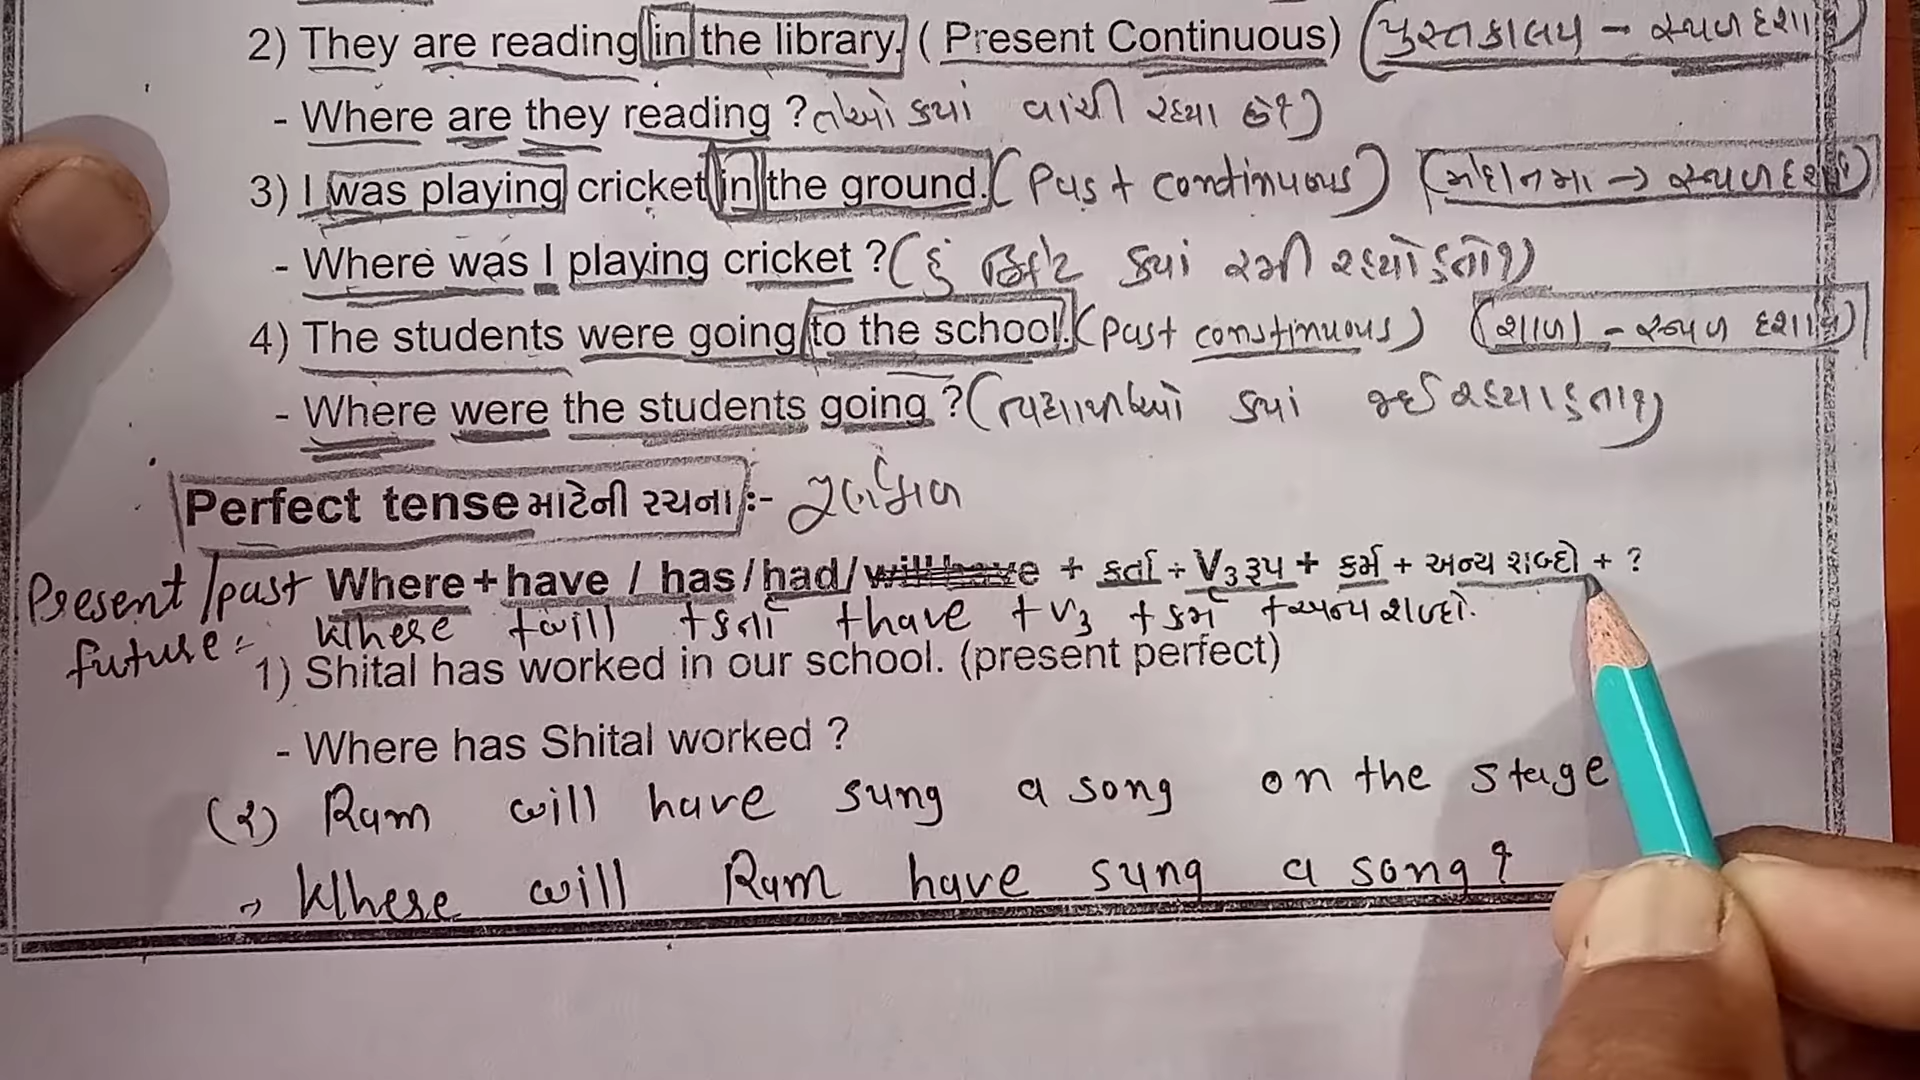 2) They are reading in the library. ( Present Continuous) (પુસ્તકાલય - સ્થળ દર્શાવે)
- Where are they reading ? તેઓ ક્યાં વાંચી રહ્યા છે?)
3) I was playing cricket in the ground. (Past continuous) (મેદાનમા → સ્થળ દર્શાવે)
- Where was I playing cricket ? (હું ક્રિકેટ ક્યાં રમી રહ્યો હતો?)
4) The students were going to the school. (Past constinuous) (શાળા - સ્થળ દર્શાવે)
- Where were the students going ? (વિદ્યાર્થીઓ ક્યાં જઈ રહ્યા હતા?)
Perfect tense માટેની રચના :-
Present/past Where + have / has / had / will have + કર્તા + V3 રૂપ + કર્મ + અન્ય શબ્દો + ?
future:- Where + will + કર્તા + have + V3 + કર્મ + અન્ય શબ્દો.
1) Shital has worked in our school. (present perfect)
- Where has Shital worked ?
(૨) Ram will have sung a song on the stage
→ Where will Ram have sung a song?